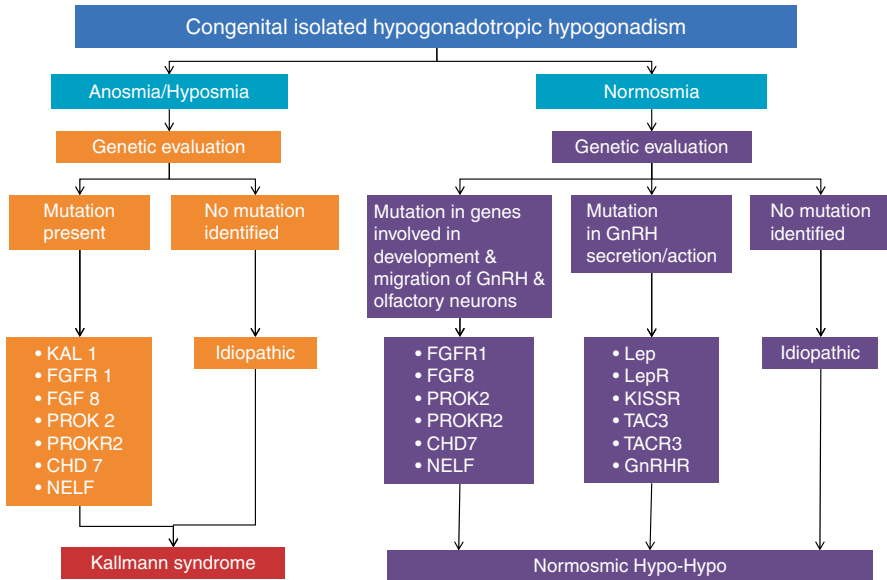 Congenital isolated hypogonadotropic hypogonadism
Anosmia/Hyposmia
Normosmia
Genetic evaluation
Genetic evaluation
Mutation
present
No mutation
identified
Mutation in genes
involved in
development &
migration of GnRH &
olfactory neurons
Mutation
in GnRH
secretion/action
No mutation
identified
• KAL 1
• FGFR 1
• FGF 8
• PROK 2
• PROKR2
• CHD 7
• NELF
Idiopathic
• FGFR1
• FGF8
• PROK2
• PROKR2
• CHD7
• NELF
• Lep
• LepR
• KISSR
• TAC3
• TACR3
• GnRHR
Idiopathic
Kallmann syndrome
Normosmic Hypo-Hypo